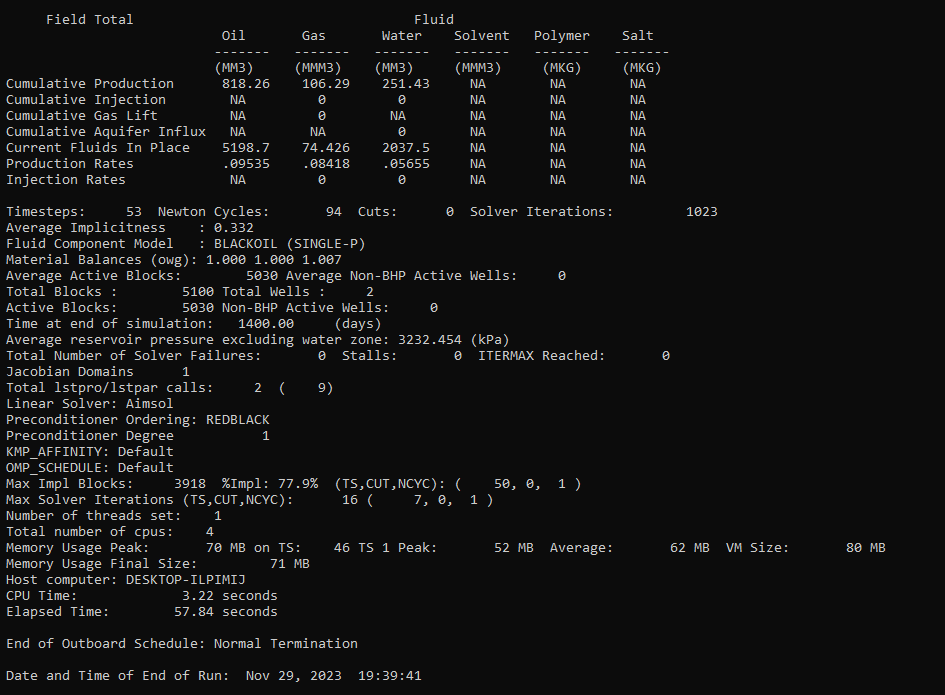 Field Total Fluid
Oil Gas Water Solvent Polymer Salt
------- ------- ------- ------- ------- -------
(MM3) (MMM3) (MM3) (MMM3) (MKG) (MKG)
Cumulative Production 818.26 106.29 251.43 NA NA NA
Cumulative Injection NA 0 0 NA NA NA
Cumulative Gas Lift NA 0 NA NA NA NA
Cumulative Aquifer Influx NA NA 0 NA NA NA
Current Fluids In Place 5198.7 74.426 2037.5 NA NA NA
Production Rates .09535 .08418 .05655 NA NA NA
Injection Rates NA 0 0 NA NA NA
Timesteps: 53 Newton Cycles: 94 Cuts: 0 Solver Iterations: 1023
Average Implicitness : 0.332
Fluid Component Model : BLACKOIL (SINGLE-P)
Material Balances (owg): 1.000 1.000 1.007
Average Active Blocks: 5030 Average Non-BHP Active Wells: 0
Total Blocks : 5100 Total Wells : 2
Active Blocks: 5030 Non-BHP Active Wells: 0
Time at end of simulation: 1400.00 (days)
Average reservoir pressure excluding water zone: 3232.454 (kPa)
Total Number of Solver Failures: 0 Stalls: 0 ITERMAX Reached: 0
Jacobian Domains 1
Total lstpro/lstpar calls: 2 ( 9)
Linear Solver: Aimsol
Preconditioner Ordering: REDBLACK
Preconditioner Degree 1
KMP_AFFINITY: Default
OMP_SCHEDULE: Default
Max Impl Blocks: 3918 %Impl: 77.9% (TS,CUT,NCYC): ( 50, 0, 1 )
Max Solver Iterations (TS,CUT,NCYC): 16 ( 7, 0, 1 )
Number of threads set: 1
Total number of cpus: 4
Memory Usage Peak: 70 MB on TS: 46 TS 1 Peak: 52 MB Average: 62 MB VM Size: 80 MB
Memory Usage Final Size: 71 MB
Host computer: DESKTOP-ILPIMIJ
CPU Time: 3.22 seconds
Elapsed Time: 57.84 seconds
End of Outboard Schedule: Normal Termination
Date and Time of End of Run: Nov 29, 2023 19:39:41